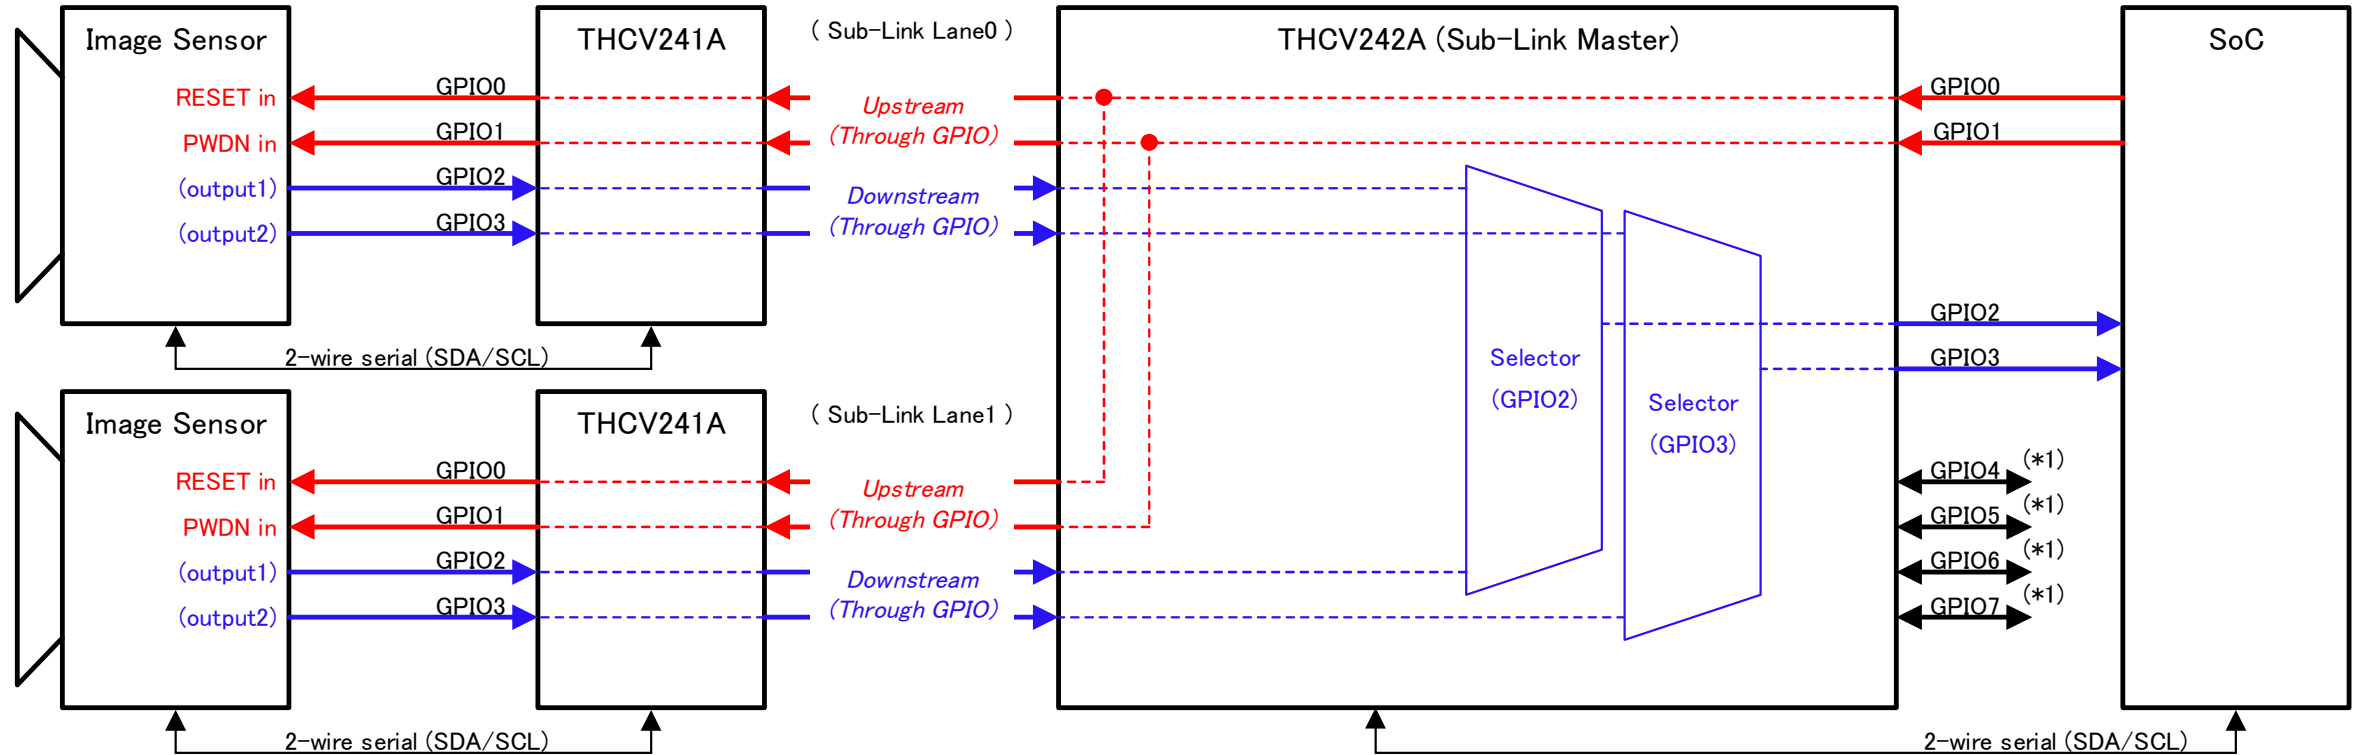 Image Sensor
THCV241A
( Sub-Link Lane0 )
THCV242A (Sub-Link Master)
SoC
RESET in
GPIO0
Upstream
(Through GPIO)
GPIO0
PWDN in
GPIO1
GPIO1
(output1)
GPIO2
Downstream
(Through GPIO)
(output2)
GPIO3
GPIO2
GPIO3
2-wire serial (SDA/SCL)
Selector
(GPIO2)
Selector
(GPIO3)
Image Sensor
THCV241A
( Sub-Link Lane1 )
RESET in
GPIO0
Upstream
(Through GPIO)
GPIO4 (*1)
PWDN in
GPIO1
GPIO5 (*1)
(output1)
GPIO2
Downstream
(Through GPIO)
GPIO6 (*1)
(output2)
GPIO3
GPIO7 (*1)
2-wire serial (SDA/SCL)
2-wire serial (SDA/SCL)